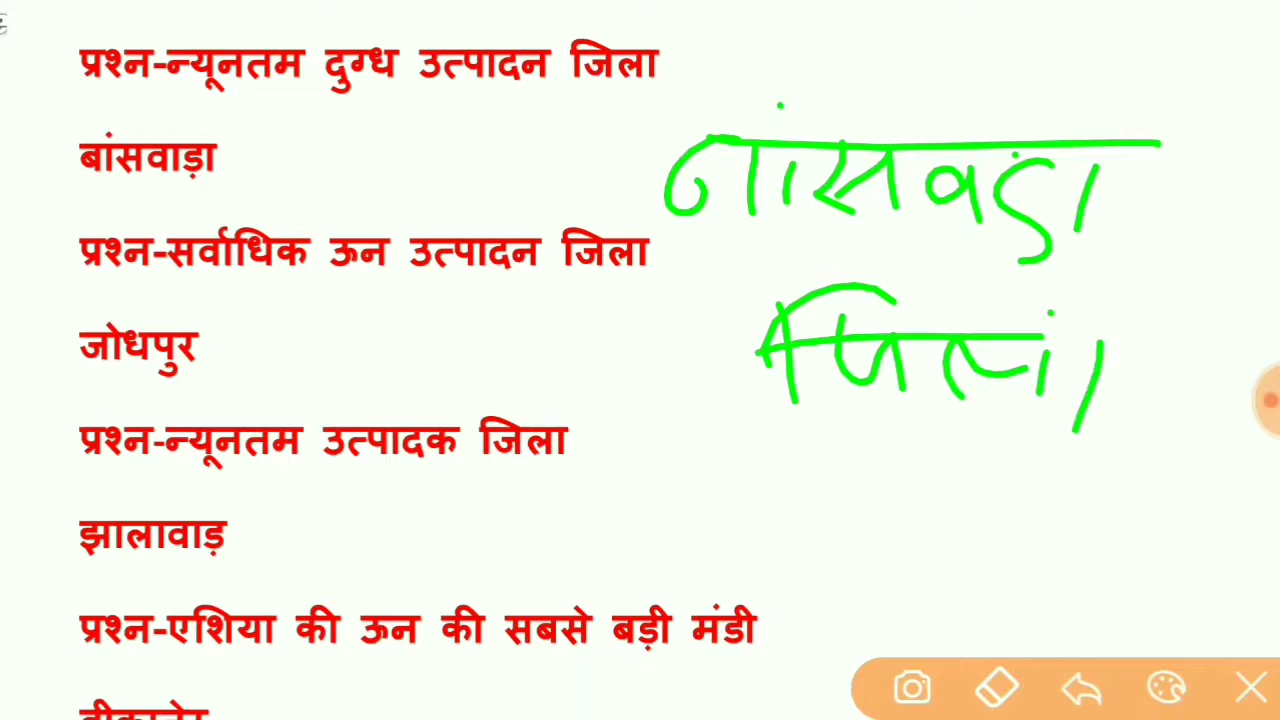 प्रश्न-न्यूनतम दुग्ध उत्पादन जिला
बांसवाड़ा
प्रश्न-सर्वाधिक ऊन उत्पादन जिला
जोधपुर
प्रश्न-न्यूनतम उत्पादक जिला
झालावाड़
प्रश्न-एशिया की ऊन की सबसे बड़ी मंडी